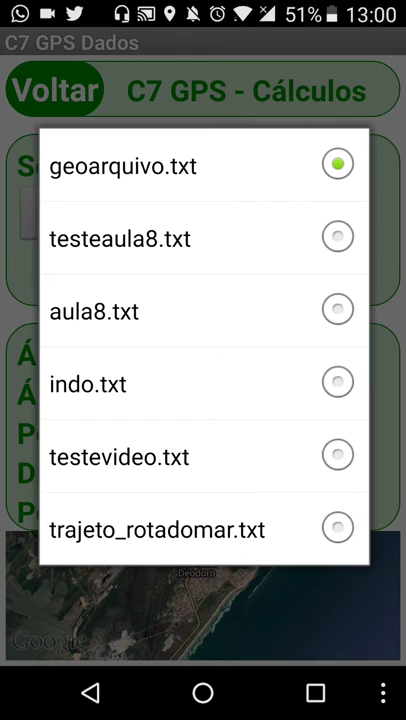 51% 13:00
C7 GPS Dados
Voltar C7 GPS - Cálculos
geoarquivo.txt
testeaula8.txt
aula8.txt
indo.txt
testevideo.txt
trajeto_rotadomar.txt
Deodoro
Google